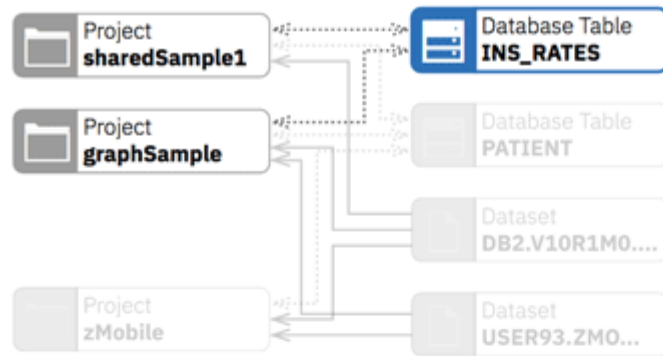 Project
sharedSample1
Database Table
INS_RATES
Project
graphSample
Database Table
PATIENT
Dataset
DB2.V10R1M0....
Project
zMobile
Dataset
USER93.ZMO...